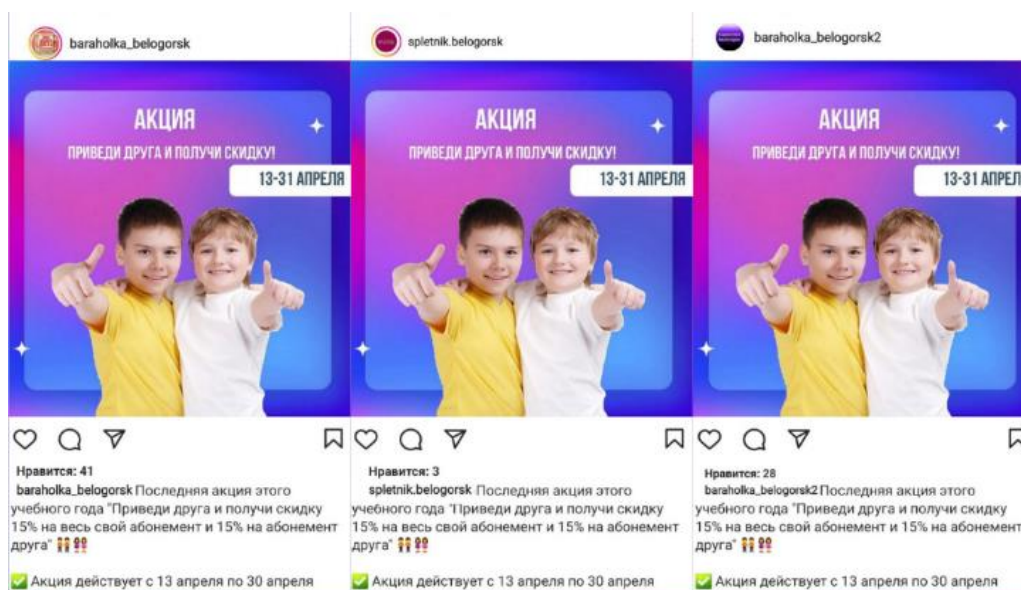 baraholka_belogorsk
АКЦИЯ
ПРИВЕДИ ДРУГА И ПОЛУЧИ СКИДКУ!
13-31 АПРЕЛЯ
Нравится: 41
baraholka_belogorsk Последняя акция этого
учебного года "Приведи друга и получи скидку
15% на весь свой абонемент и 15% на абонемент
друга" 👬👭
✅ Акция действует с 13 апреля по 30 апреля
spletnik.belogorsk
АКЦИЯ
ПРИВЕДИ ДРУГА И ПОЛУЧИ СКИДКУ!
13-31 АПРЕЛЯ
Нравится: 3
spletnik.belogorsk Последняя акция этого
учебного года "Приведи друга и получи скидку
15% на весь свой абонемент и 15% на абонемент
друга" 👬👭
✅ Акция действует с 13 апреля по 30 апреля
baraholka_belogorsk2
АКЦИЯ
ПРИВЕДИ ДРУГА И ПОЛУЧИ СКИДКУ!
13-31 АПРЕЛ
Нравится: 28
baraholka_belogorsk2 Последняя акция этого
учебного года "Приведи друга и получи скидку
15% на весь свой абонемент и 15% на абонемент
друга" 👬👭
✅ Акция действует с 13 апреля по 30 апреля